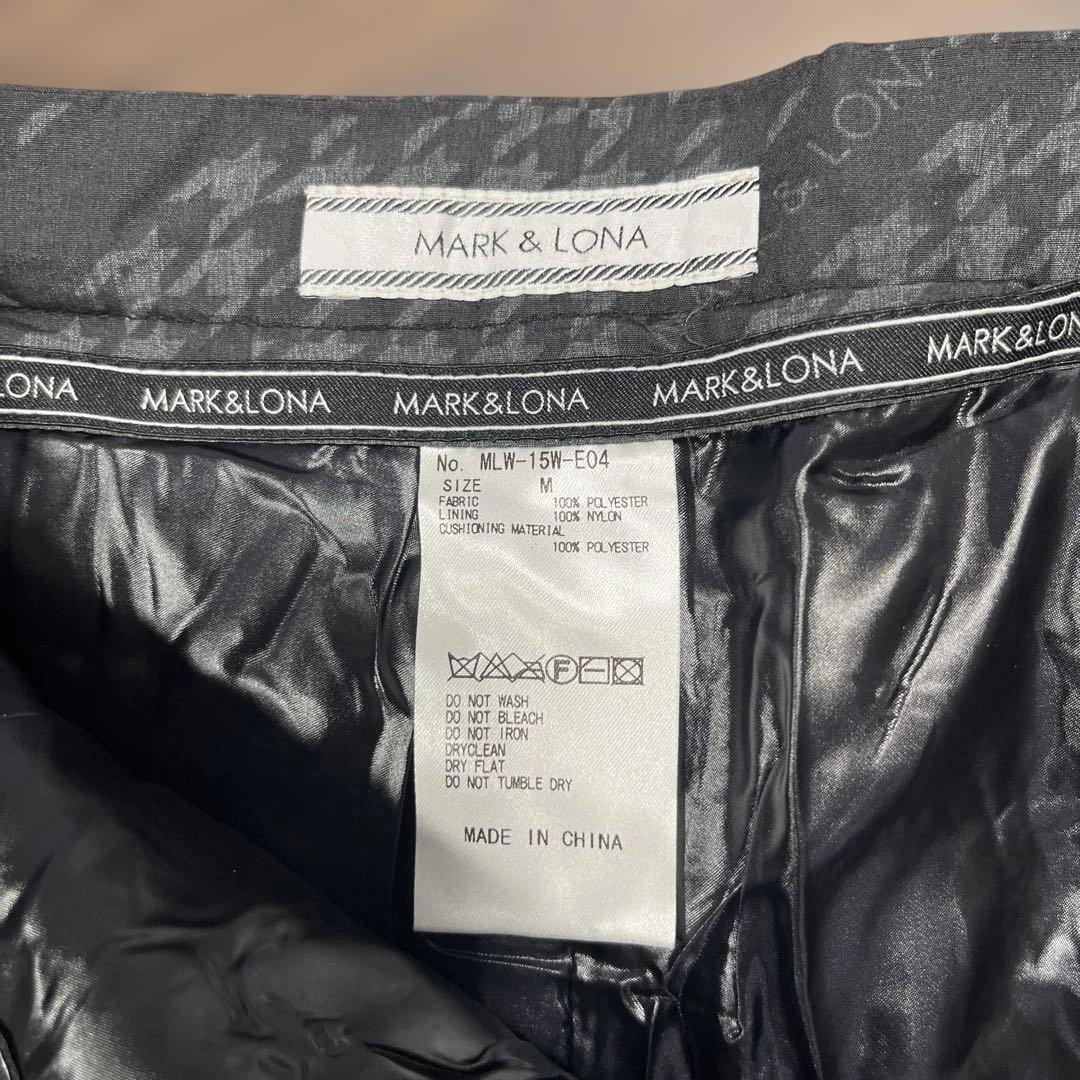 & LONA
MARK & LONA
LONA MARK&LONA MARK&LONA MARK&LONA MARK&LON
No. MLW-15W-E04
SIZE M
FABRIC 100% POLYESTER
LINING 100% NYLON
CUSHIONING MATERIAL
100% POLYESTER
F
DO NOT WASH
DO NOT BLEACH
DO NOT IRON
DRYCLEAN
DRY FLAT
DO NOT TUMBLE DRY
MADE IN CHINA